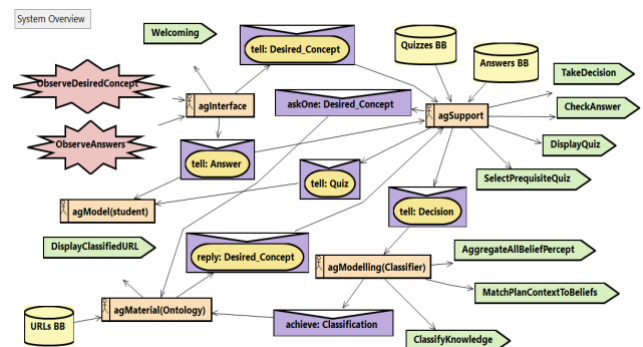 System Overview
Welcoming
tell: Desired_Concept
Quizzes BB
Answers BB
TakeDecision
ObserveDesiredConcept
agInterface
askOne: Desired_Concept
agSupport
CheckAnswer
ObserveAnswers
DisplayQuiz
tell: Answer
tell: Quiz
SelectPrequisiteQuiz
agModel(student)
tell: Decision
DisplayClassifiedURL
reply: Desired_Concept
agModelling(Classifier)
AggregateAllBeliefPercept
MatchPlanContextToBeliefs
URLs BB
agMaterial(Ontology)
achieve: Classification
ClassifyKnowledge